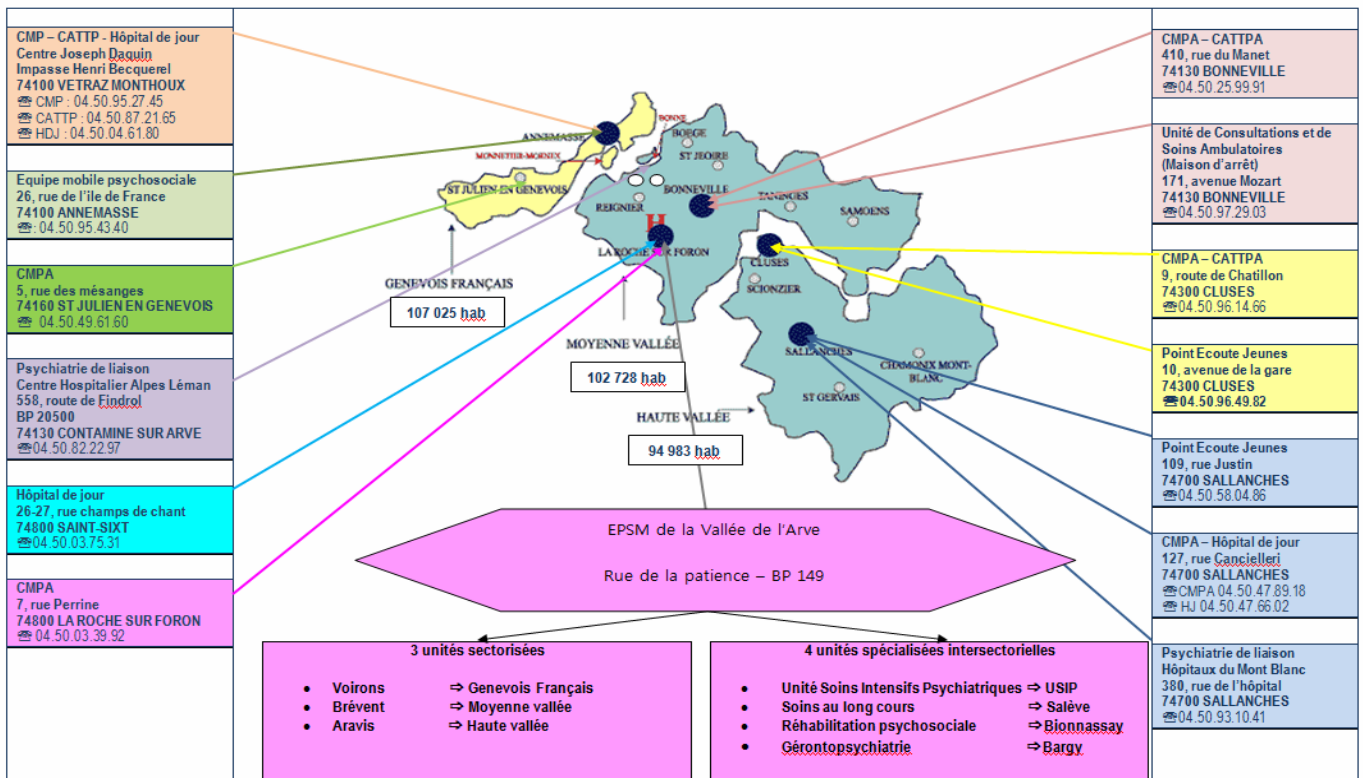 CMP – CATTP - Hôpital de jour
Centre Joseph Daquin
Impasse Henri Becquerel
74100 VETRAZ MONTHOUX
☎ CMP : 04.50.95.27.45
☎ CATTP : 04.50.87.21.65
☎ HDJ : 04.50.04.61.80
Equipe mobile psychosociale
26, rue de l'ile de France
74100 ANNEMASSE
☎: 04.50.95.43.40
CMPA
5, rue des mésanges
74160 ST JULIEN EN GENEVOIS
☎ 04.50.49.61.60
Psychiatrie de liaison
Centre Hospitalier Alpes Léman
558, route de Findrol
BP 20500
74130 CONTAMINE SUR ARVE
☎04.50.82.22.97
Hôpital de jour
26-27, rue champs de chant
74800 SAINT-SIXT
☎04.50.03.75.31
CMPA
7, rue Perrine
74800 LA ROCHE SUR FORON
☎ 04.50.03.39.92
ANNEMASSE
BONNE
BOEGE
MONNETIER-MORNEX
ST JEOIRE
ST JULIEN EN GENEVOIS
BONNEVILLE
TANINGES
REIGNIER
SAMOENS
H
LA ROCHE SUR FORON
CLUSES
GENEVOIS FRANÇAIS
SCIONZIER
107 025 hab
MOYENNE VALLÉE
SALLANCHES
CHAMONIX MONT-
BLANC
102 728 hab
ST GERVAIS
HAUTE VALLÉE
94 983 hab
EPSM de la Vallée de l'Arve
Rue de la patience – BP 149
3 unités sectorisées
• Voirons ⇨ Genevois Français
• Brévent ⇨ Moyenne vallée
• Aravis ⇨ Haute vallée
4 unités spécialisées intersectorielles
• Unité Soins Intensifs Psychiatriques ⇨ USIP
• Soins au long cours ⇨ Salève
• Réhabilitation psychosociale ⇨ Bionnassay
• Gérontopsychiatrie ⇨ Bargy
CMPA – CATTPA
410, rue du Manet
74130 BONNEVILLE
☎04.50.25.99.91
Unité de Consultations et de
Soins Ambulatoires
(Maison d'arrêt)
171, avenue Mozart
74130 BONNEVILLE
☎04.50.97.29.03
CMPA – CATTPA
9, route de Chatillon
74300 CLUSES
☎04.50.96.14.66
Point Ecoute Jeunes
10, avenue de la gare
74300 CLUSES
☎04.50.96.49.82
Point Ecoute Jeunes
109, rue Justin
74700 SALLANCHES
☎04.50.58.04.86
CMPA – Hôpital de jour
127, rue Cancielleri
74700 SALLANCHES
☎CMPA 04.50.47.89.18
☎ HJ 04.50.47.66.02
Psychiatrie de liaison
Hôpitaux du Mont Blanc
380, rue de l'hôpital
74700 SALLANCHES
☎04.50.93.10.41